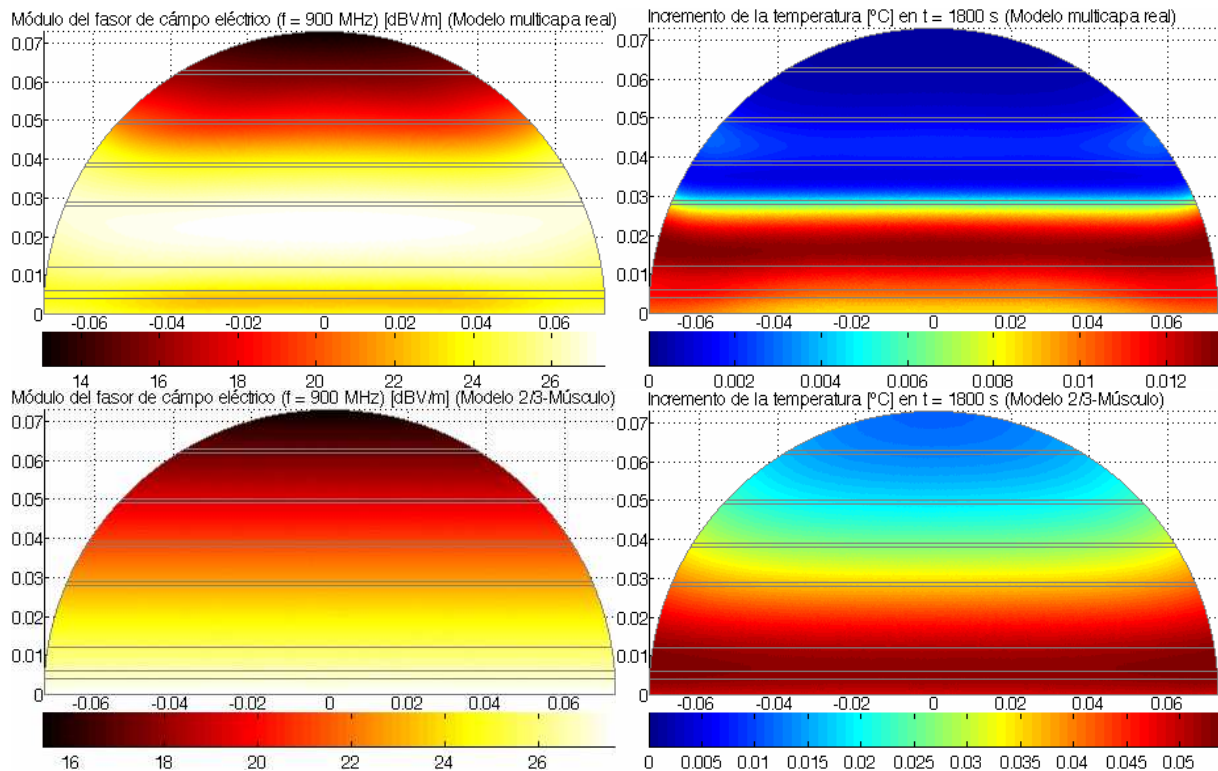 Módulo del fasor de cámpo eléctrico (f = 900 MHz) [dBV/m] (Modelo multicapa real)
0.07
0.06
0.05
0.04
0.03
0.02
0.01
0
-0.06 -0.04 -0.02 0 0.02 0.04 0.06
14 16 18 20 22 24 26
Incremento de la temperatura [ºC] en t = 1800 s (Modelo multicapa real)
0.07
0.06
0.05
0.04
0.03
0.02
0.01
0
-0.06 -0.04 -0.02 0 0.02 0.04 0.06
0 0.002 0.004 0.006 0.008 0.01 0.012
Módulo del fasor de cámpo eléctrico (f = 900 MHz) [dBV/m] (Modelo 2/3-Músculo)
0.07
0.06
0.05
0.04
0.03
0.02
0.01
0
-0.06 -0.04 -0.02 0 0.02 0.04 0.06
16 18 20 22 24 26
Incremento de la temperatura [ºC] en t = 1800 s (Modelo 2/3-Músculo)
0.07
0.06
0.05
0.04
0.03
0.02
0.01
0
-0.06 -0.04 -0.02 0 0.02 0.04 0.06
0 0.005 0.01 0.015 0.02 0.025 0.03 0.035 0.04 0.045 0.05